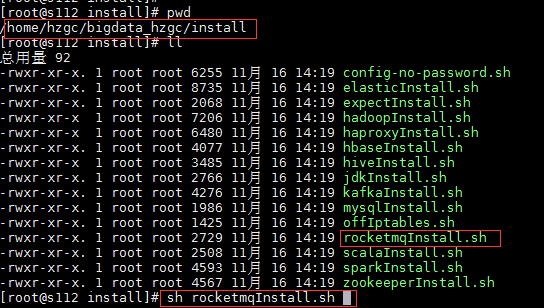 [root@s112 install]# pwd
/home/hzgc/bigdata_hzgc/install
[root@s112 install]# ll
总用量 92
-rwxr-xr-x. 1 root root 6255 11月 16 14:19 config-no-password.sh
-rwxr-xr-x. 1 root root 8735 11月 16 14:19 elasticInstall.sh
-rwxr-xr-x. 1 root root 2068 11月 16 14:19 expectInstall.sh
-rwxr-xr-x. 1 root root 7206 11月 16 14:19 hadoopInstall.sh
-rwxr-xr-x  1 root root 6480 11月 16 14:19 haproxyInstall.sh
-rwxr-xr-x. 1 root root 4077 11月 16 14:19 hbaseInstall.sh
-rwxr-xr-x  1 root root 3485 11月 16 14:19 hiveInstall.sh
-rwxr-xr-x. 1 root root 2766 11月 16 14:19 jdkInstall.sh
-rwxr-xr-x. 1 root root 4276 11月 16 14:19 kafkaInstall.sh
-rwxr-xr-x. 1 root root 1986 11月 16 14:19 mysqlInstall.sh
-rwxr-xr-x. 1 root root 1425 11月 16 14:19 offIptables.sh
-rwxr-xr-x. 1 root root 2729 11月 16 14:19 rocketmqInstall.sh
-rwxr-xr-x. 1 root root 2508 11月 16 14:19 scalaInstall.sh
-rwxr-xr-x. 1 root root 4593 11月 16 14:19 sparkInstall.sh
-rwxr-xr-x. 1 root root 4567 11月 16 14:19 zookeeperInstall.sh
[root@s112 install]# sh rocketmqInstall.sh